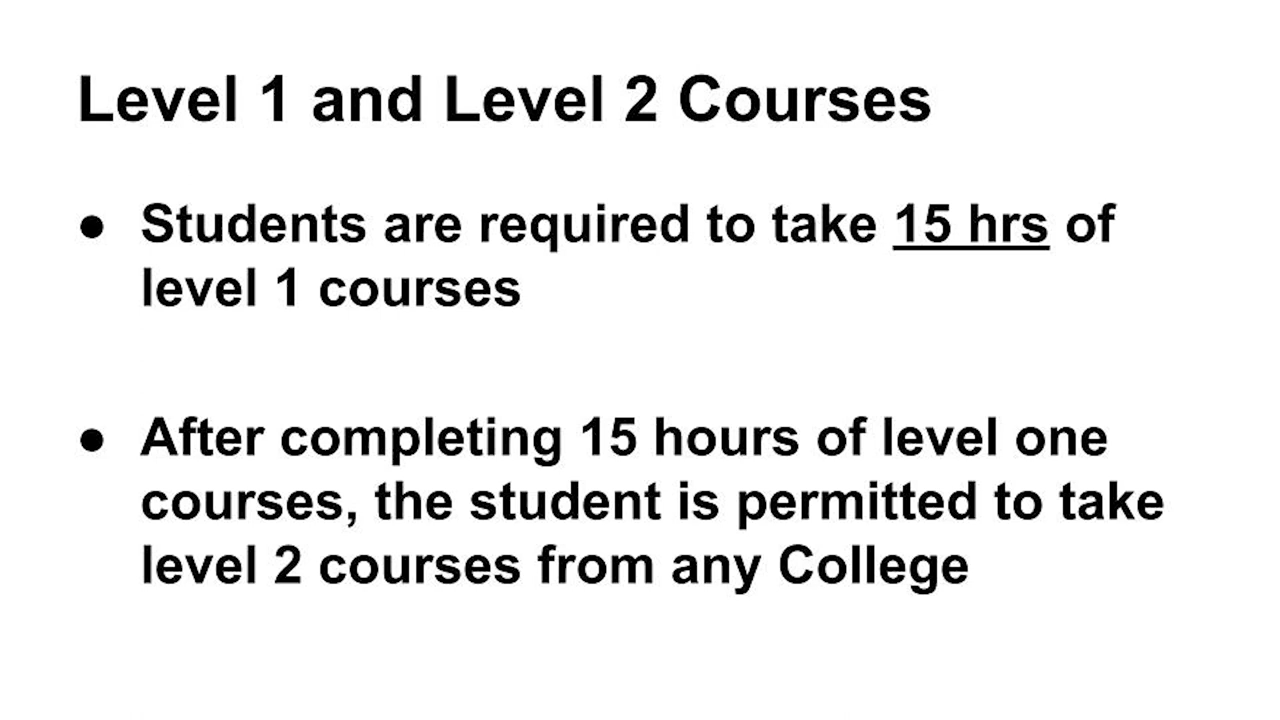 Level 1 and Level 2 Courses
● Students are required to take 15 hrs of
level 1 courses
● After completing 15 hours of level one
courses, the student is permitted to take
level 2 courses from any College